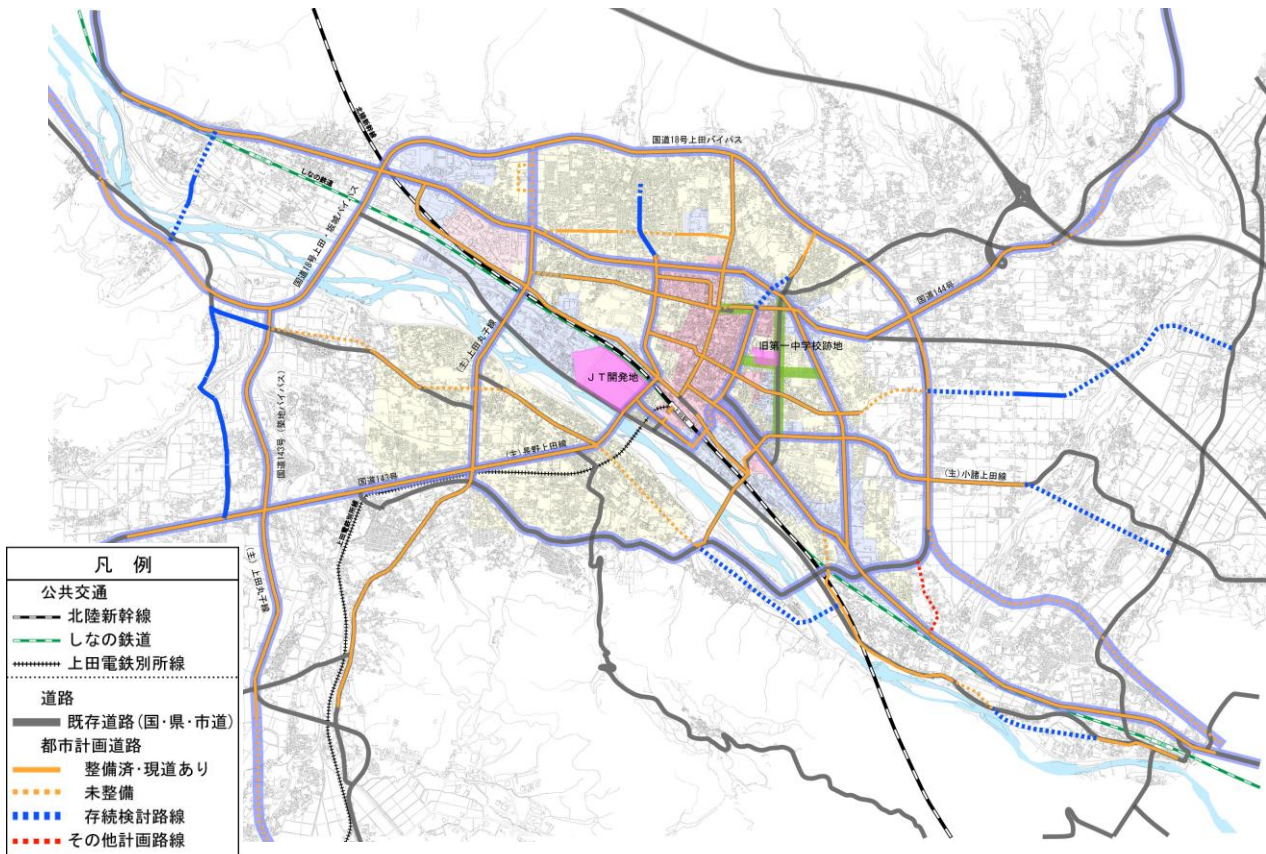 北陸新幹線
国道18号上田バイパス
しなの鉄道
国道18号上田・坂城バイパス
国道144号
(主)上田丸子線
旧第一中学校跡地
JT開発地
国道143号(築地バイパス)
(主)長野上田線
(主)小諸上田線
国道143号
上田電鉄別所線
(主)上田丸子線
凡 例
公共交通
北陸新幹線
しなの鉄道
上田電鉄別所線
道路
既存道路(国・県・市道)
都市計画道路
整備済・現道あり
未整備
存続検討路線
その他計画路線